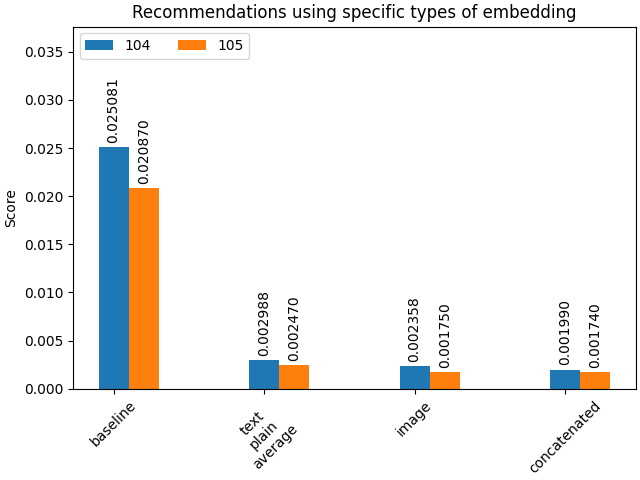 Recommendations using specific types of embedding
104
105
Score
0.035
0.030
0.025
0.020
0.015
0.010
0.005
0.000
0.025081
0.020870
0.002988
0.002470
0.002358
0.001750
0.001990
0.001740
baseline
text
plain
average
image
concatenated